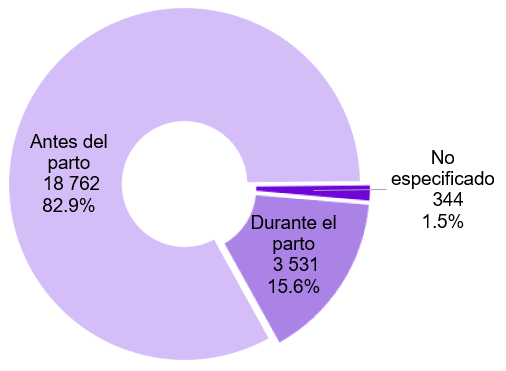 Antes del
parto
18 762
82.9%
No
especificado
344
1.5%
Durante el
parto
3 531
15.6%